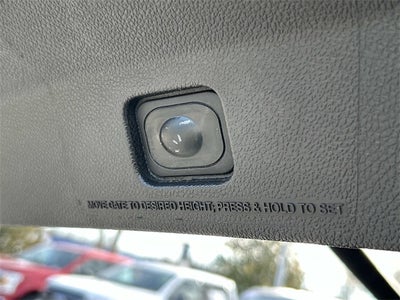 MOVE GATE TO DESIRED HEIGHT; PRESS & HOLD TO SET